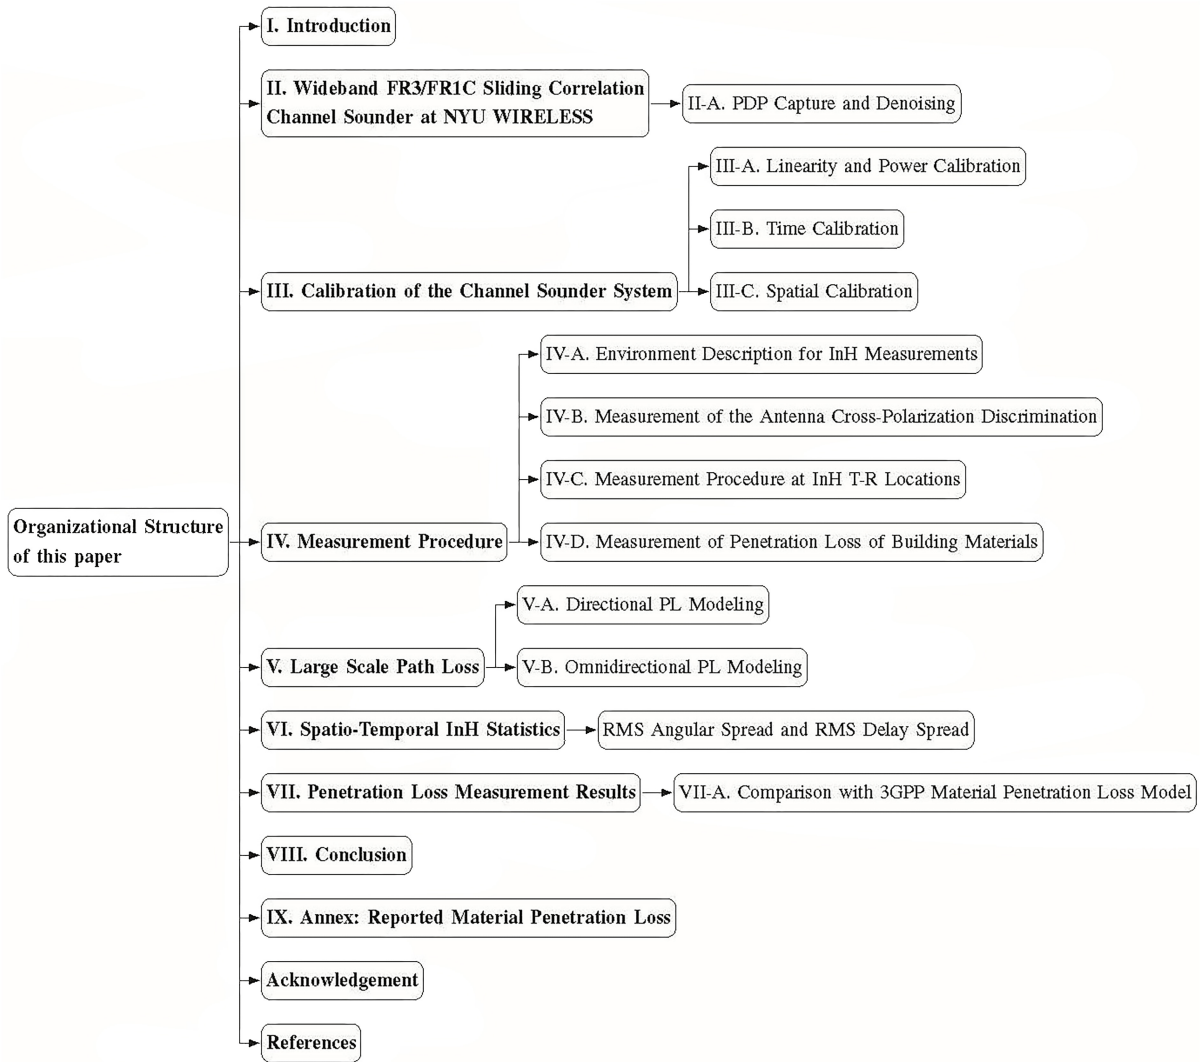 I. Introduction
II. Wideband FR3/FR1C Sliding Correlation
Channel Sounder at NYU WIRELESS
II-A. PDP Capture and Denoising
III-A. Linearity and Power Calibration
III-B. Time Calibration
III. Calibration of the Channel Sounder System
III-C. Spatial Calibration
IV-A. Environment Description for InH Measurements
IV-B. Measurement of the Antenna Cross-Polarization Discrimination
IV-C. Measurement Procedure at InH T-R Locations
Organizational Structure
of this paper
IV. Measurement Procedure
IV-D. Measurement of Penetration Loss of Building Materials
V-A. Directional PL Modeling
V. Large Scale Path Loss
V-B. Omnidirectional PL Modeling
VI. Spatio-Temporal InH Statistics
RMS Angular Spread and RMS Delay Spread
VII. Penetration Loss Measurement Results
VII-A. Comparison with 3GPP Material Penetration Loss Model
VIII. Conclusion
IX. Annex: Reported Material Penetration Loss
Acknowledgement
References